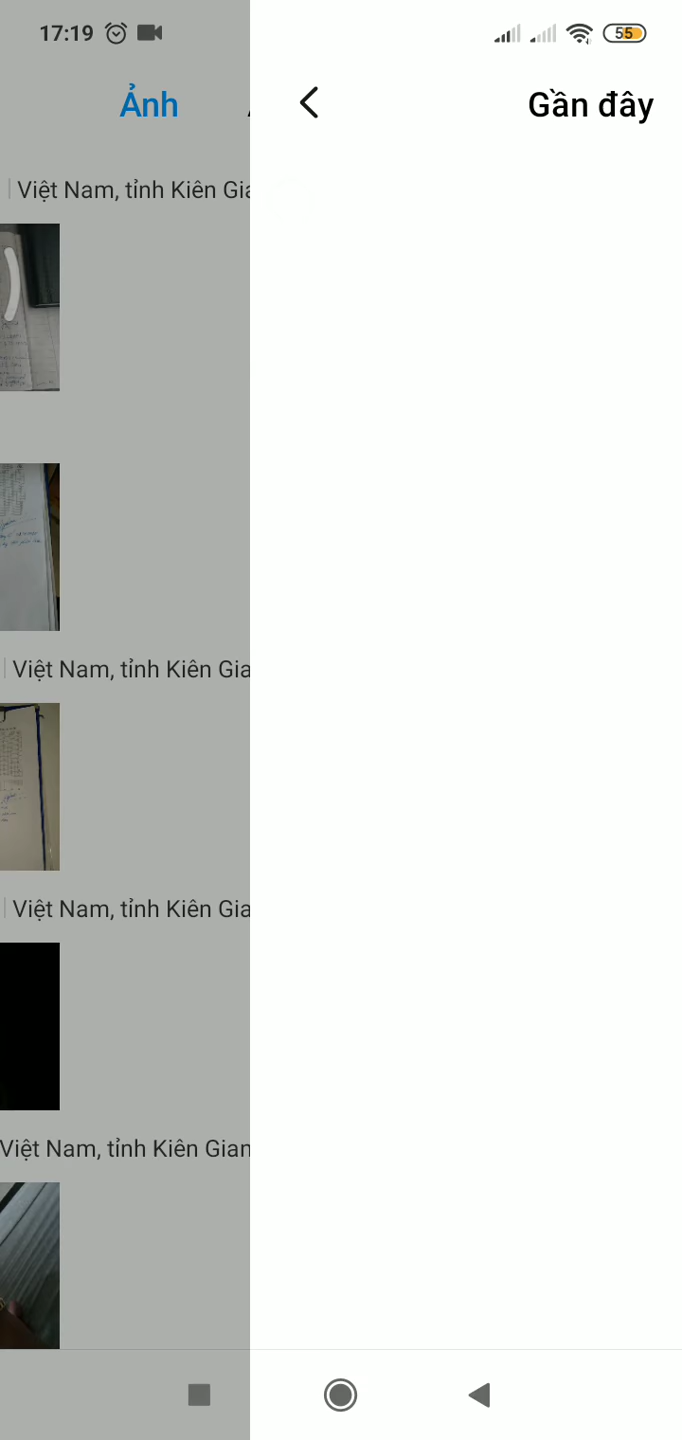 17:19
55
Ảnh
Gần đây
Việt Nam, tỉnh Kiên Gia
Việt Nam, tỉnh Kiên Gia
Việt Nam, tỉnh Kiên Gia
Việt Nam, tỉnh Kiên Gian